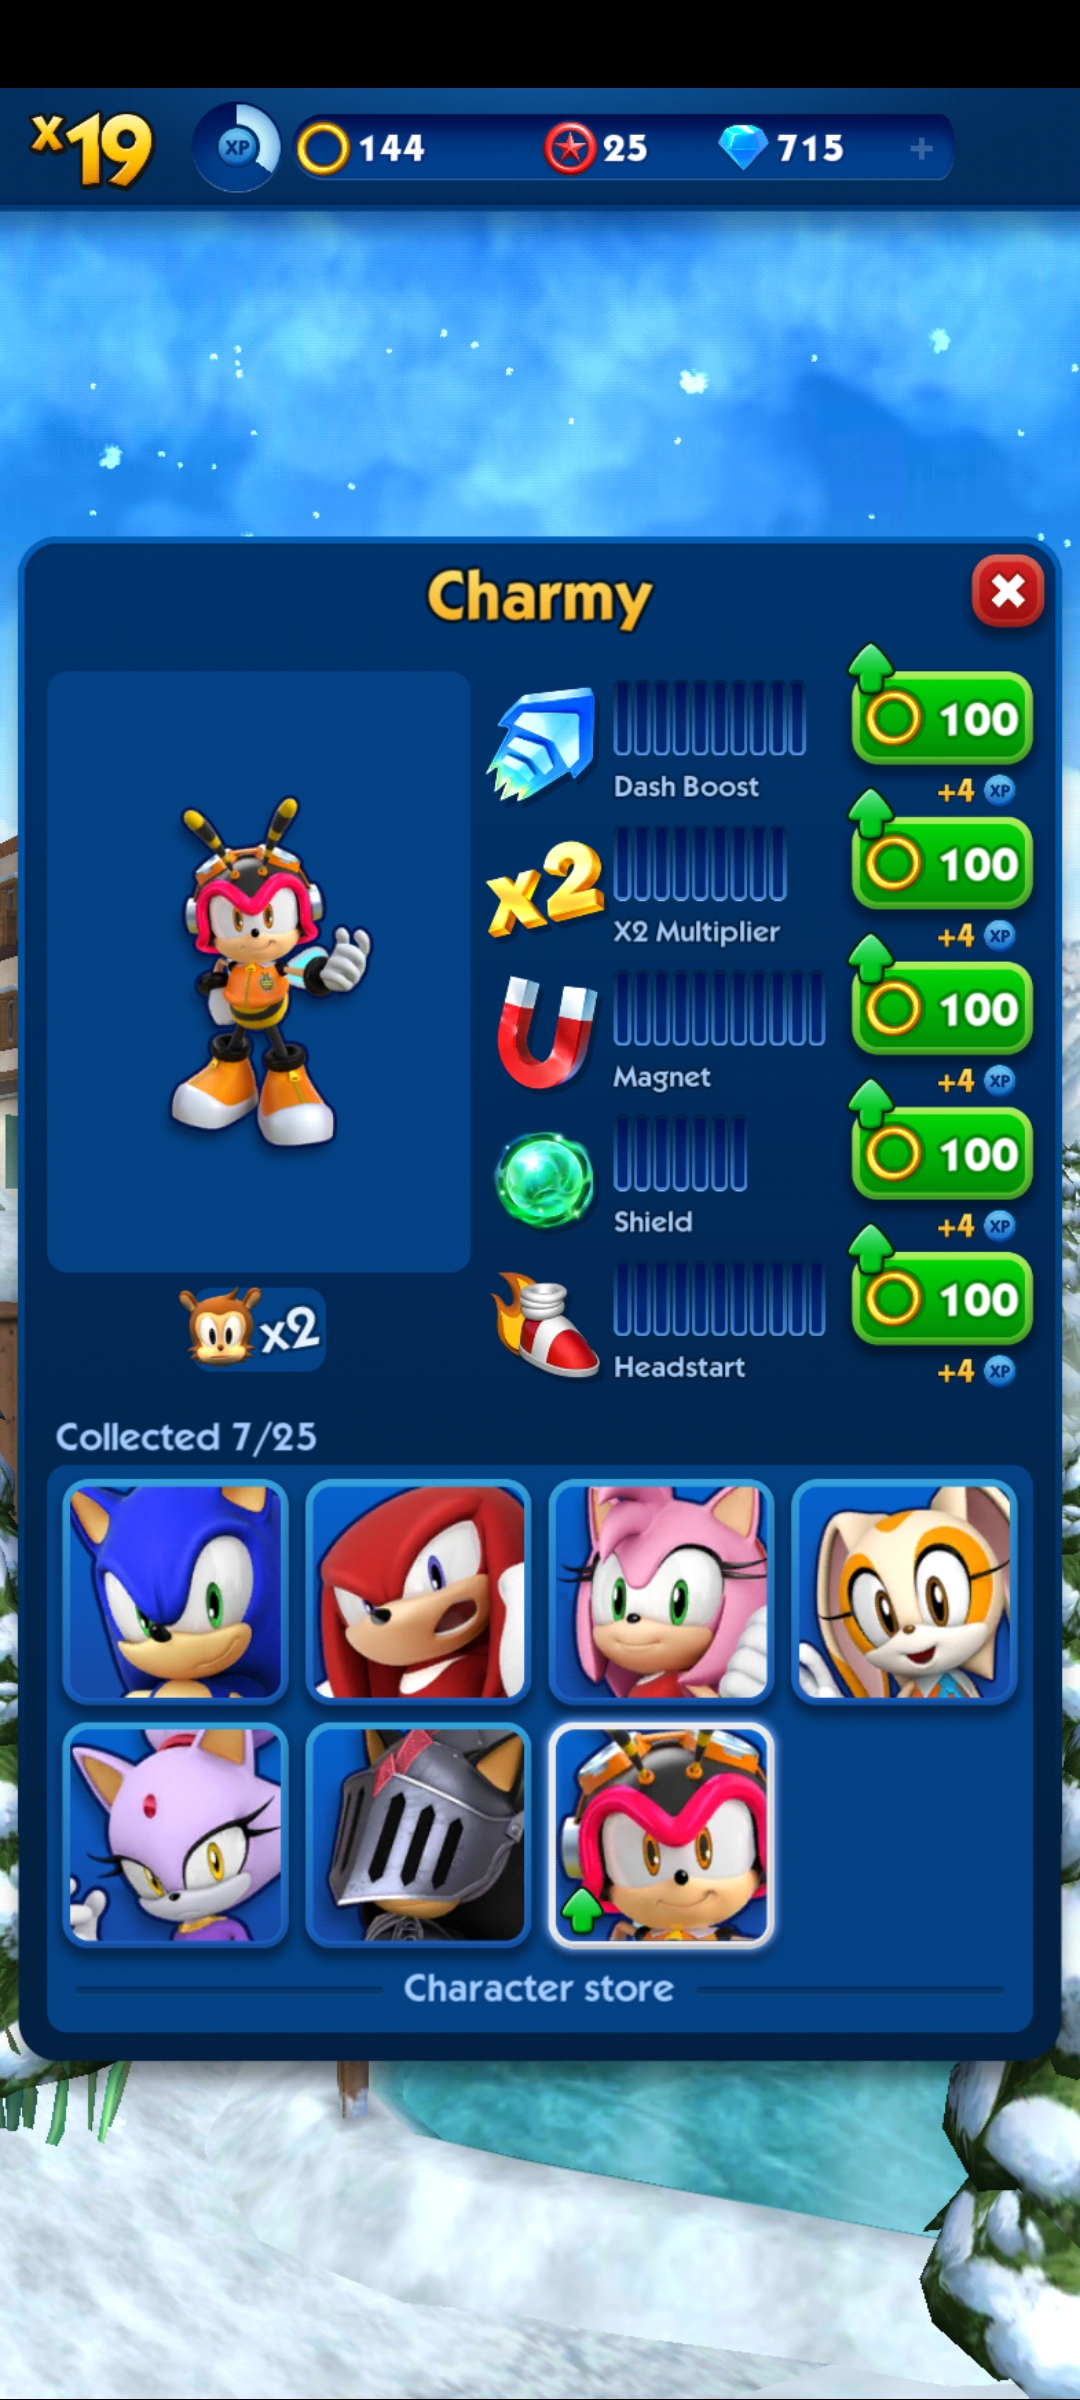 x19
XP
144
25
715
+
Charmy
Dash Boost
100
+4 XP
x2
X2 Multiplier
100
+4 XP
Magnet
100
+4 XP
Shield
100
+4 XP
Headstart
100
+4 XP
x2
Collected 7/25
Character store